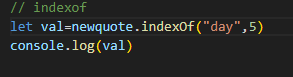 // indexof
let val=newquote.indexOf("day",5)
console.log(val)